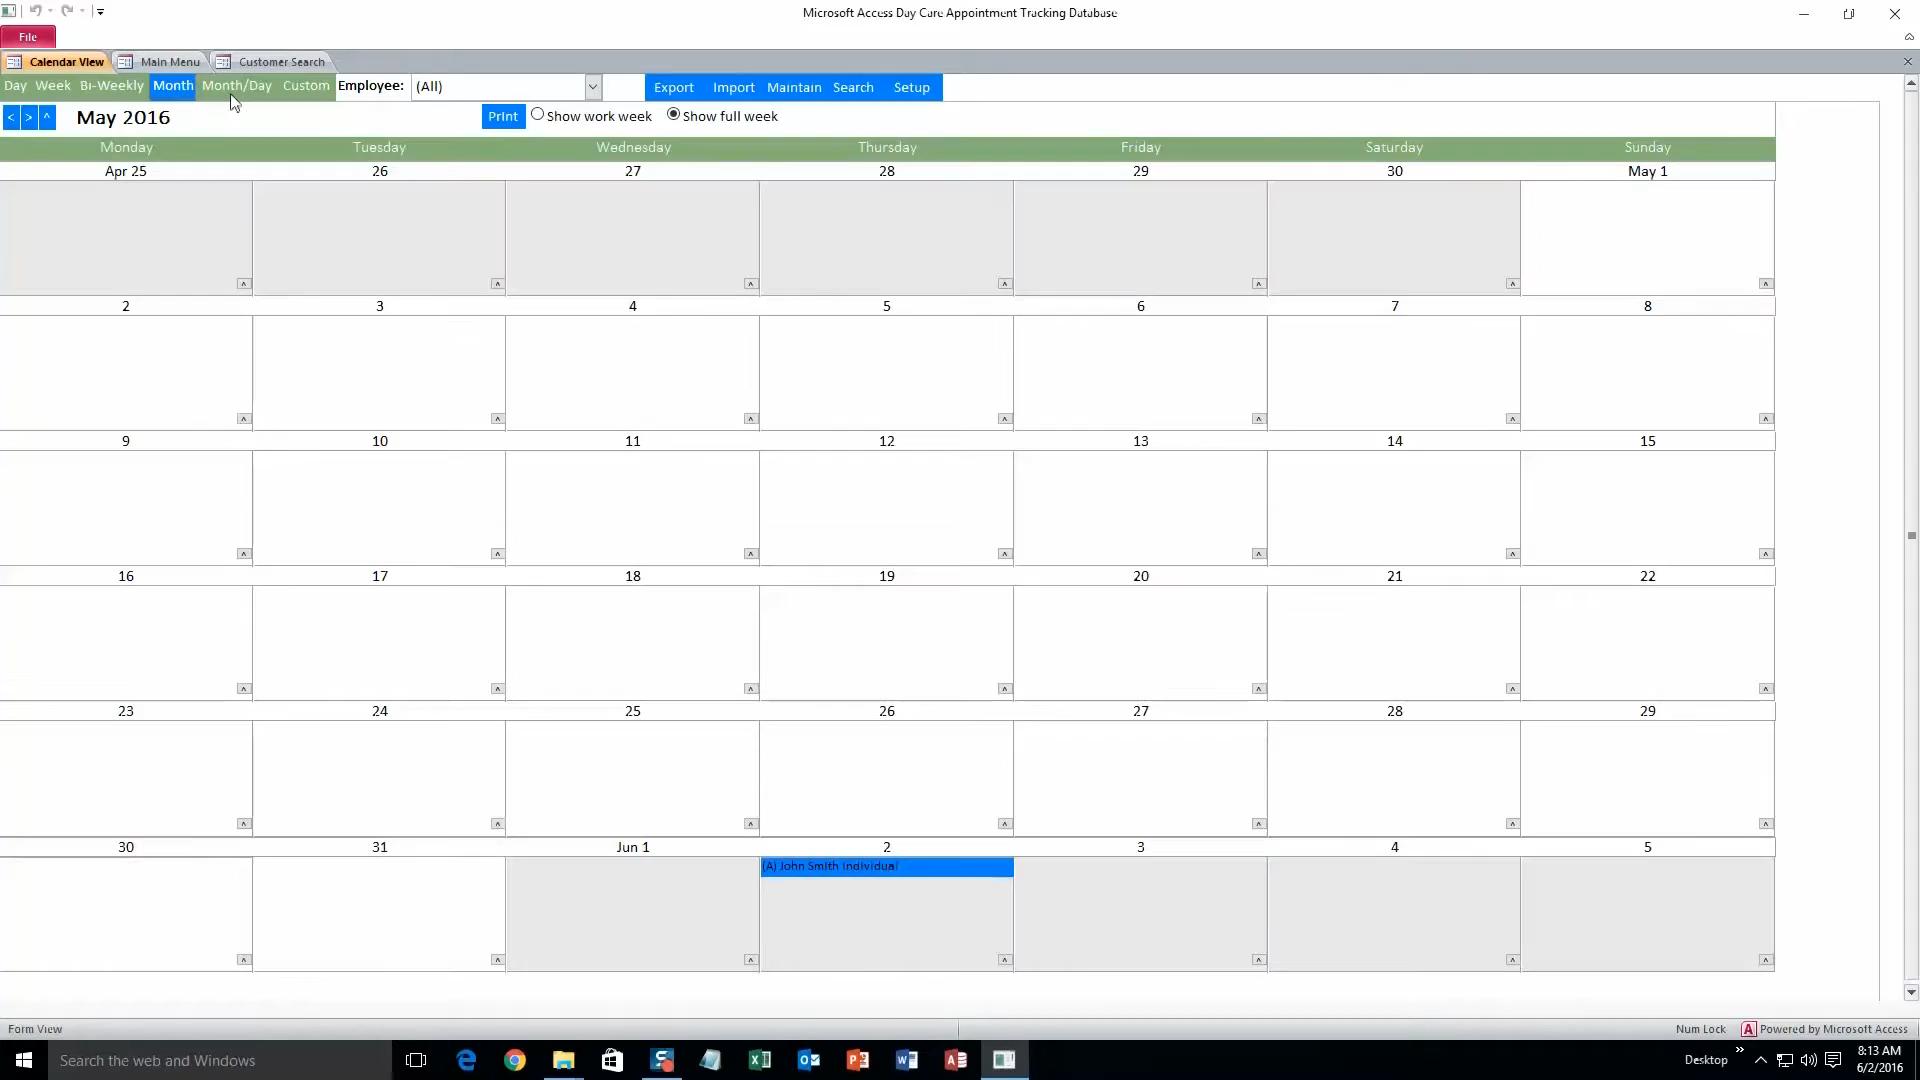 Microsoft Access Day Care Appointment Tracking Database
File
Calendar View Main Menu Customer Search
Day Week Bi-Weekly Month Month/Day Custom Employee: (All) Export Import Maintain Search Setup
< > ^ May 2016 Print Show work week Show full week
Monday Tuesday Wednesday Thursday Friday Saturday Sunday
Apr 25 26 27 28 29 30 May 1
^ ^ ^ ^ ^ ^ ^
2 3 4 5 6 7 8
^ ^ ^ ^ ^ ^ ^
9 10 11 12 13 14 15
^ ^ ^ ^ ^ ^ ^
16 17 18 19 20 21 22
^ ^ ^ ^ ^ ^ ^
23 24 25 26 27 28 29
^ ^ ^ ^ ^ ^ ^
30 31 Jun 1 2 3 4 5
(A) John Smith Individual
^ ^ ^ ^ ^ ^ ^
Form View Num Lock A Powered by Microsoft Access
Search the web and Windows Desktop 8:13 AM
6/2/2016